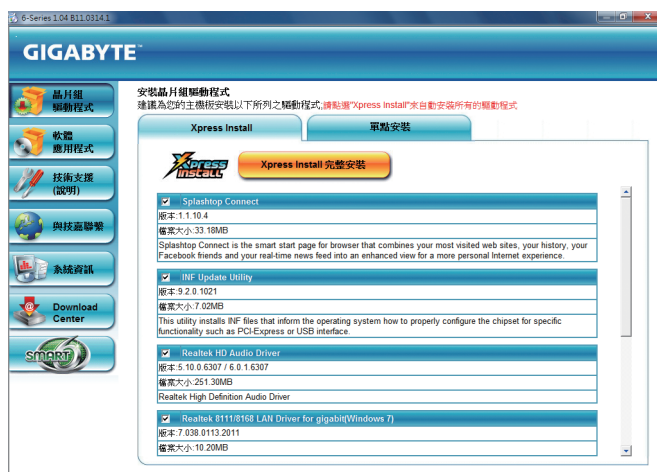 6-Series 1.04 B11.0314.1
GIGABYTE™
晶片組
驅動程式
軟體
應用程式
技術支援
(說明)
與技嘉聯繫
系統資訊
Download
Center
SMART 6
安裝晶片組驅動程式
建議為您的主機板安裝以下所列之驅動程式;請點選"Xpress Install"來自動安裝所有的驅動程式
Xpress Install
單點安裝
Xpress
Install
Xpress Install 完整安裝
Splashtop Connect
版本:1.1.10.4
檔案大小:33.18MB
Splashtop Connect is the smart start page for browser that combines your most visited web sites, your history, your
Facebook friends and your real-time news feed into an enhanced view for a more personal Internet experience.
INF Update Utility
版本:9.2.0.1021
檔案大小:7.02MB
This utility installs INF files that inform the operating system how to properly configure the chipset for specific
functionality such as PCI-Express or USB interface.
Realtek HD Audio Driver
版本:5.10.0.6307 / 6.0.1.6307
檔案大小:251.30MB
Realtek High Definition Audio Driver
Realtek 8111/8168 LAN Driver for gigabit(Windows 7)
版本:7.038.0113.2011
檔案大小:10.20MB